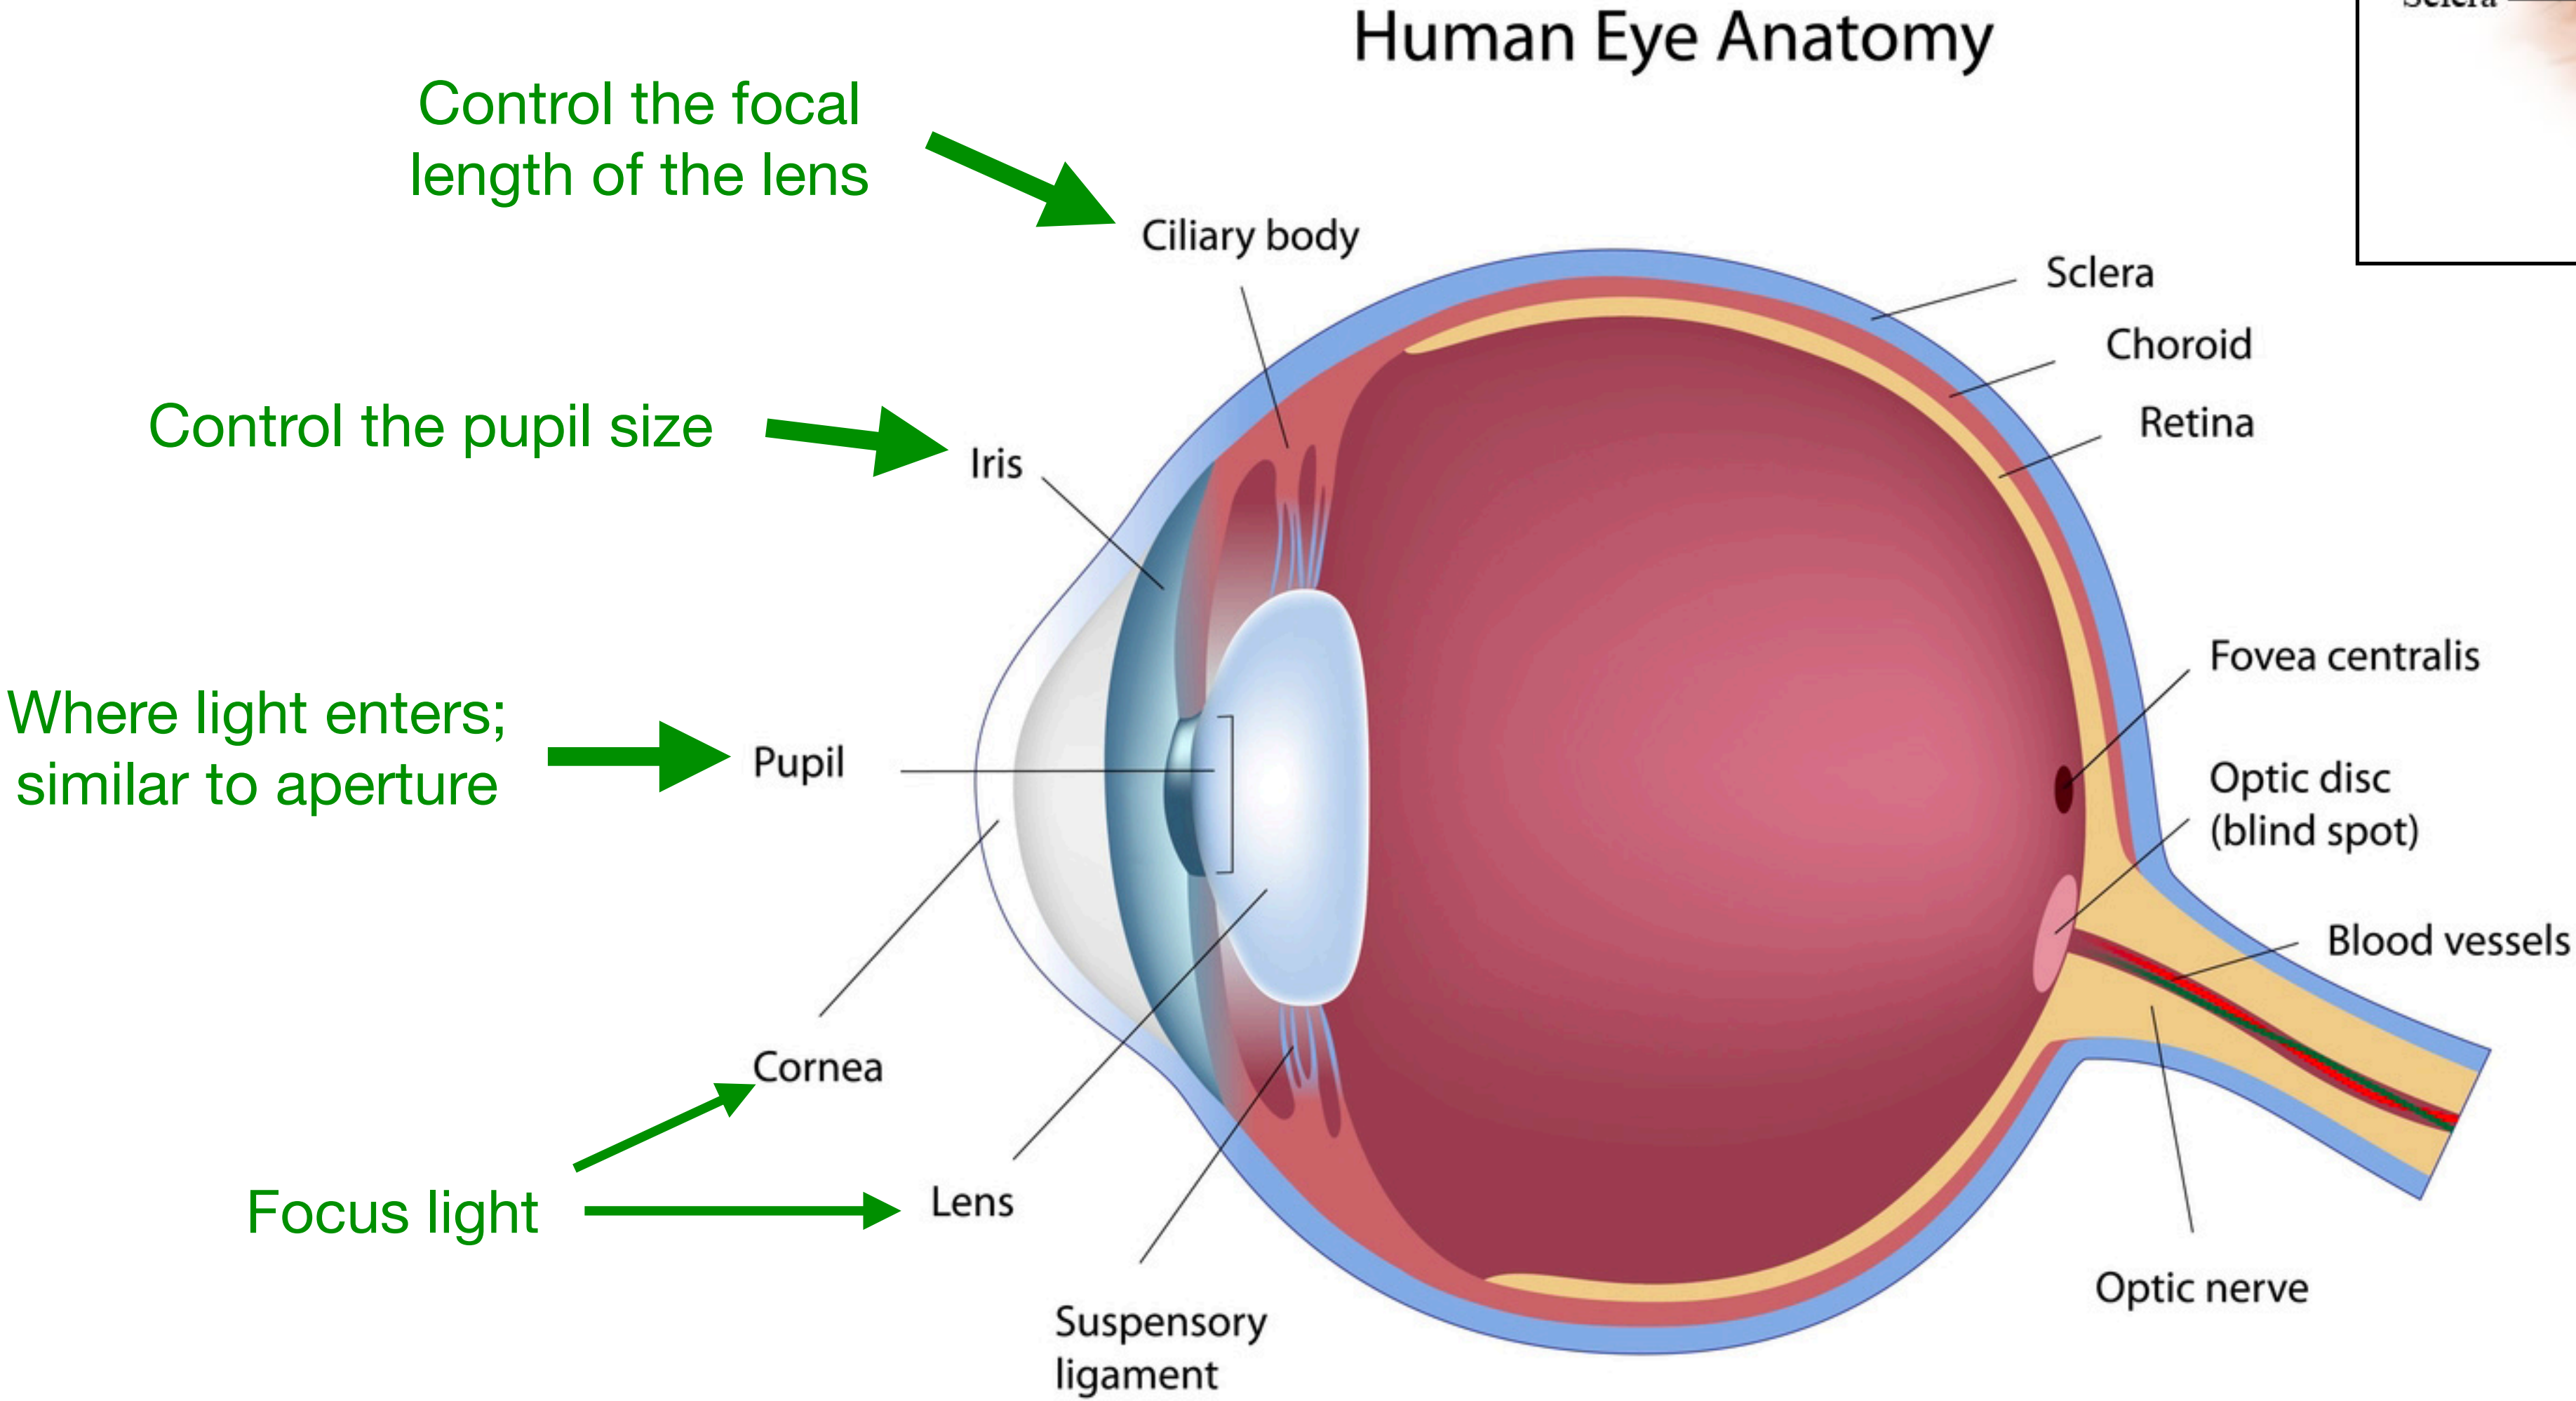 Human Eye Anatomy
Control the focal
length of the lens
Ciliary body
Control the pupil size
Iris
Where light enters;
similar to aperture
Pupil
Cornea
Focus light
Lens
Suspensory
ligament
Sclera
Choroid
Retina
Fovea centralis
Optic disc
(blind spot)
Blood vessels
Optic nerve